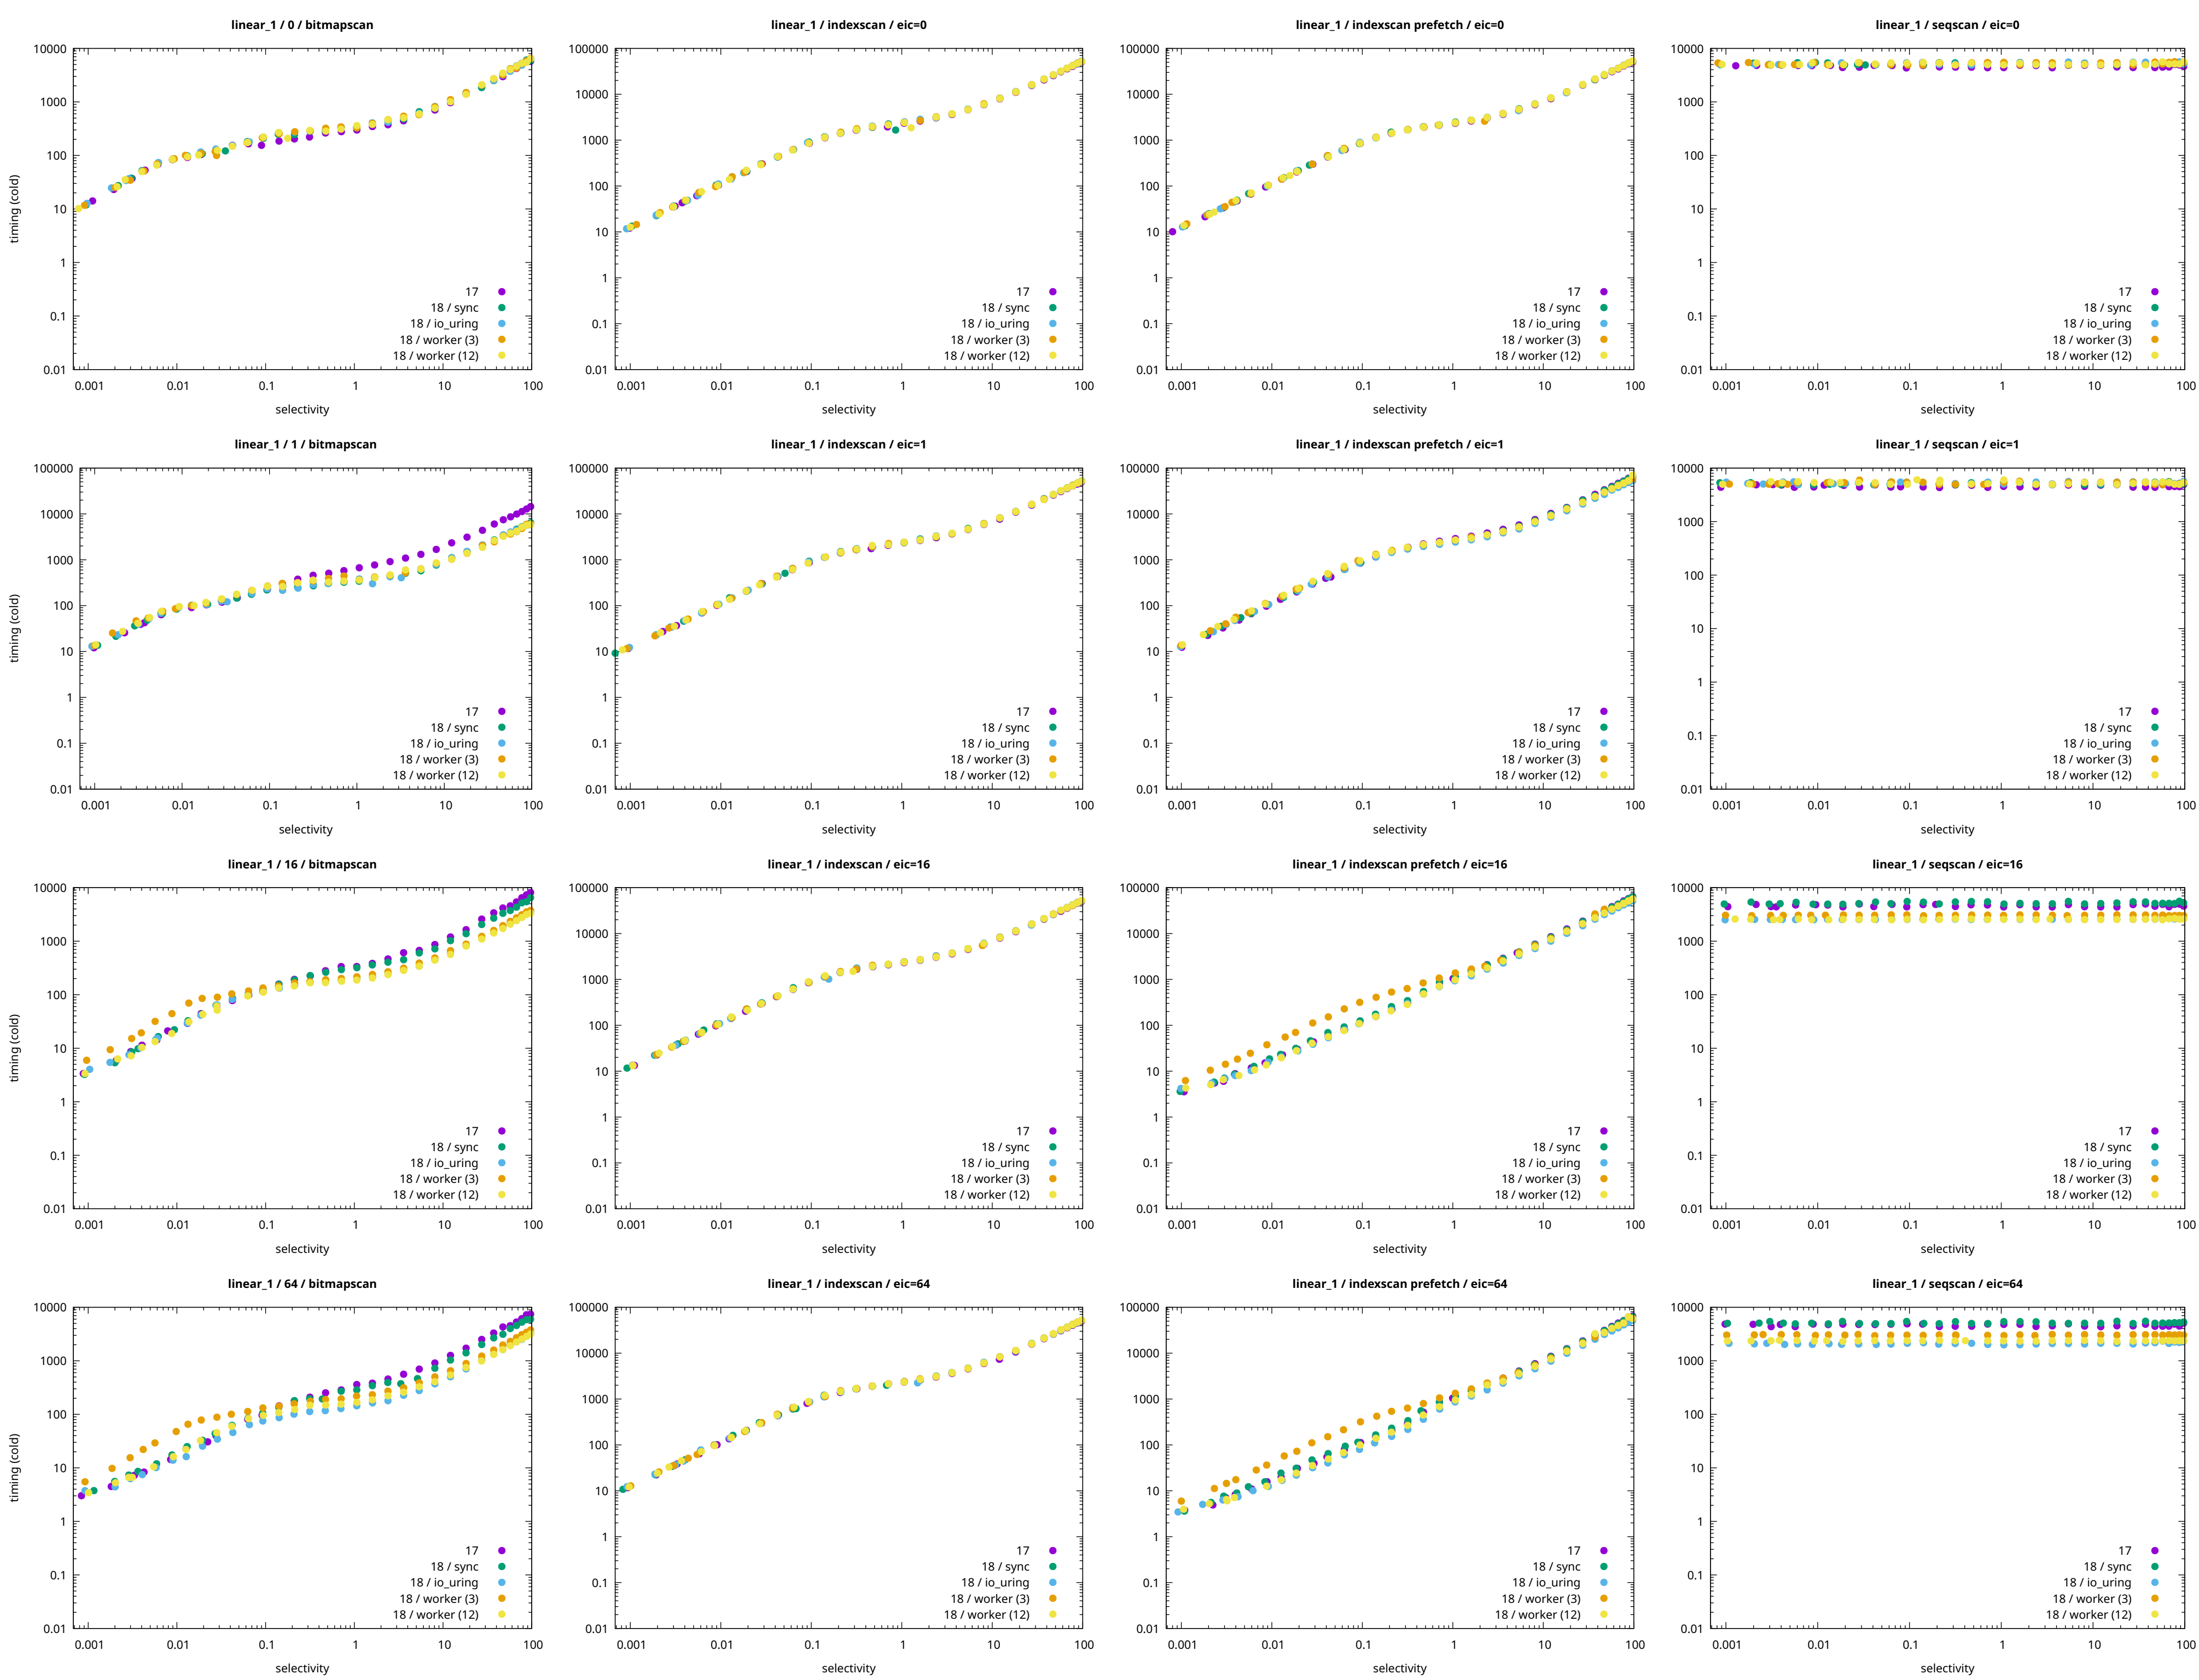 linear_1 / 0 / bitmapscan
10000
1000
100
10
1
0.1
0.01
timing (cold)
17
18 / sync
18 / io_uring
18 / worker (3)
18 / worker (12)
0.001 0.01 0.1 1 10 100
selectivity
linear_1 / indexscan / eic=0
100000
10000
1000
100
10
1
0.1
0.01
17
18 / sync
18 / io_uring
18 / worker (3)
18 / worker (12)
0.001 0.01 0.1 1 10 100
selectivity
linear_1 / indexscan prefetch / eic=0
100000
10000
1000
100
10
1
0.1
0.01
17
18 / sync
18 / io_uring
18 / worker (3)
18 / worker (12)
0.001 0.01 0.1 1 10 100
selectivity
linear_1 / seqscan / eic=0
10000
1000
100
10
1
0.1
0.01
17
18 / sync
18 / io_uring
18 / worker (3)
18 / worker (12)
0.001 0.01 0.1 1 10 100
selectivity
linear_1 / 1 / bitmapscan
100000
10000
1000
100
10
1
0.1
0.01
timing (cold)
17
18 / sync
18 / io_uring
18 / worker (3)
18 / worker (12)
0.001 0.01 0.1 1 10 100
selectivity
linear_1 / indexscan / eic=1
100000
10000
1000
100
10
1
0.1
0.01
17
18 / sync
18 / io_uring
18 / worker (3)
18 / worker (12)
0.001 0.01 0.1 1 10 100
selectivity
linear_1 / indexscan prefetch / eic=1
100000
10000
1000
100
10
1
0.1
0.01
17
18 / sync
18 / io_uring
18 / worker (3)
18 / worker (12)
0.001 0.01 0.1 1 10 100
selectivity
linear_1 / seqscan / eic=1
10000
1000
100
10
1
0.1
0.01
17
18 / sync
18 / io_uring
18 / worker (3)
18 / worker (12)
0.001 0.01 0.1 1 10 100
selectivity
linear_1 / 16 / bitmapscan
10000
1000
100
10
1
0.1
0.01
timing (cold)
17
18 / sync
18 / io_uring
18 / worker (3)
18 / worker (12)
0.001 0.01 0.1 1 10 100
selectivity
linear_1 / indexscan / eic=16
100000
10000
1000
100
10
1
0.1
0.01
17
18 / sync
18 / io_uring
18 / worker (3)
18 / worker (12)
0.001 0.01 0.1 1 10 100
selectivity
linear_1 / indexscan prefetch / eic=16
100000
10000
1000
100
10
1
0.1
0.01
17
18 / sync
18 / io_uring
18 / worker (3)
18 / worker (12)
0.001 0.01 0.1 1 10 100
selectivity
linear_1 / seqscan / eic=16
10000
1000
100
10
1
0.1
0.01
17
18 / sync
18 / io_uring
18 / worker (3)
18 / worker (12)
0.001 0.01 0.1 1 10 100
selectivity
linear_1 / 64 / bitmapscan
10000
1000
100
10
1
0.1
0.01
timing (cold)
17
18 / sync
18 / io_uring
18 / worker (3)
18 / worker (12)
0.001 0.01 0.1 1 10 100
selectivity
linear_1 / indexscan / eic=64
100000
10000
1000
100
10
1
0.1
0.01
17
18 / sync
18 / io_uring
18 / worker (3)
18 / worker (12)
0.001 0.01 0.1 1 10 100
selectivity
linear_1 / indexscan prefetch / eic=64
100000
10000
1000
100
10
1
0.1
0.01
17
18 / sync
18 / io_uring
18 / worker (3)
18 / worker (12)
0.001 0.01 0.1 1 10 100
selectivity
linear_1 / seqscan / eic=64
10000
1000
100
10
1
0.1
0.01
17
18 / sync
18 / io_uring
18 / worker (3)
18 / worker (12)
0.001 0.01 0.1 1 10 100
selectivity